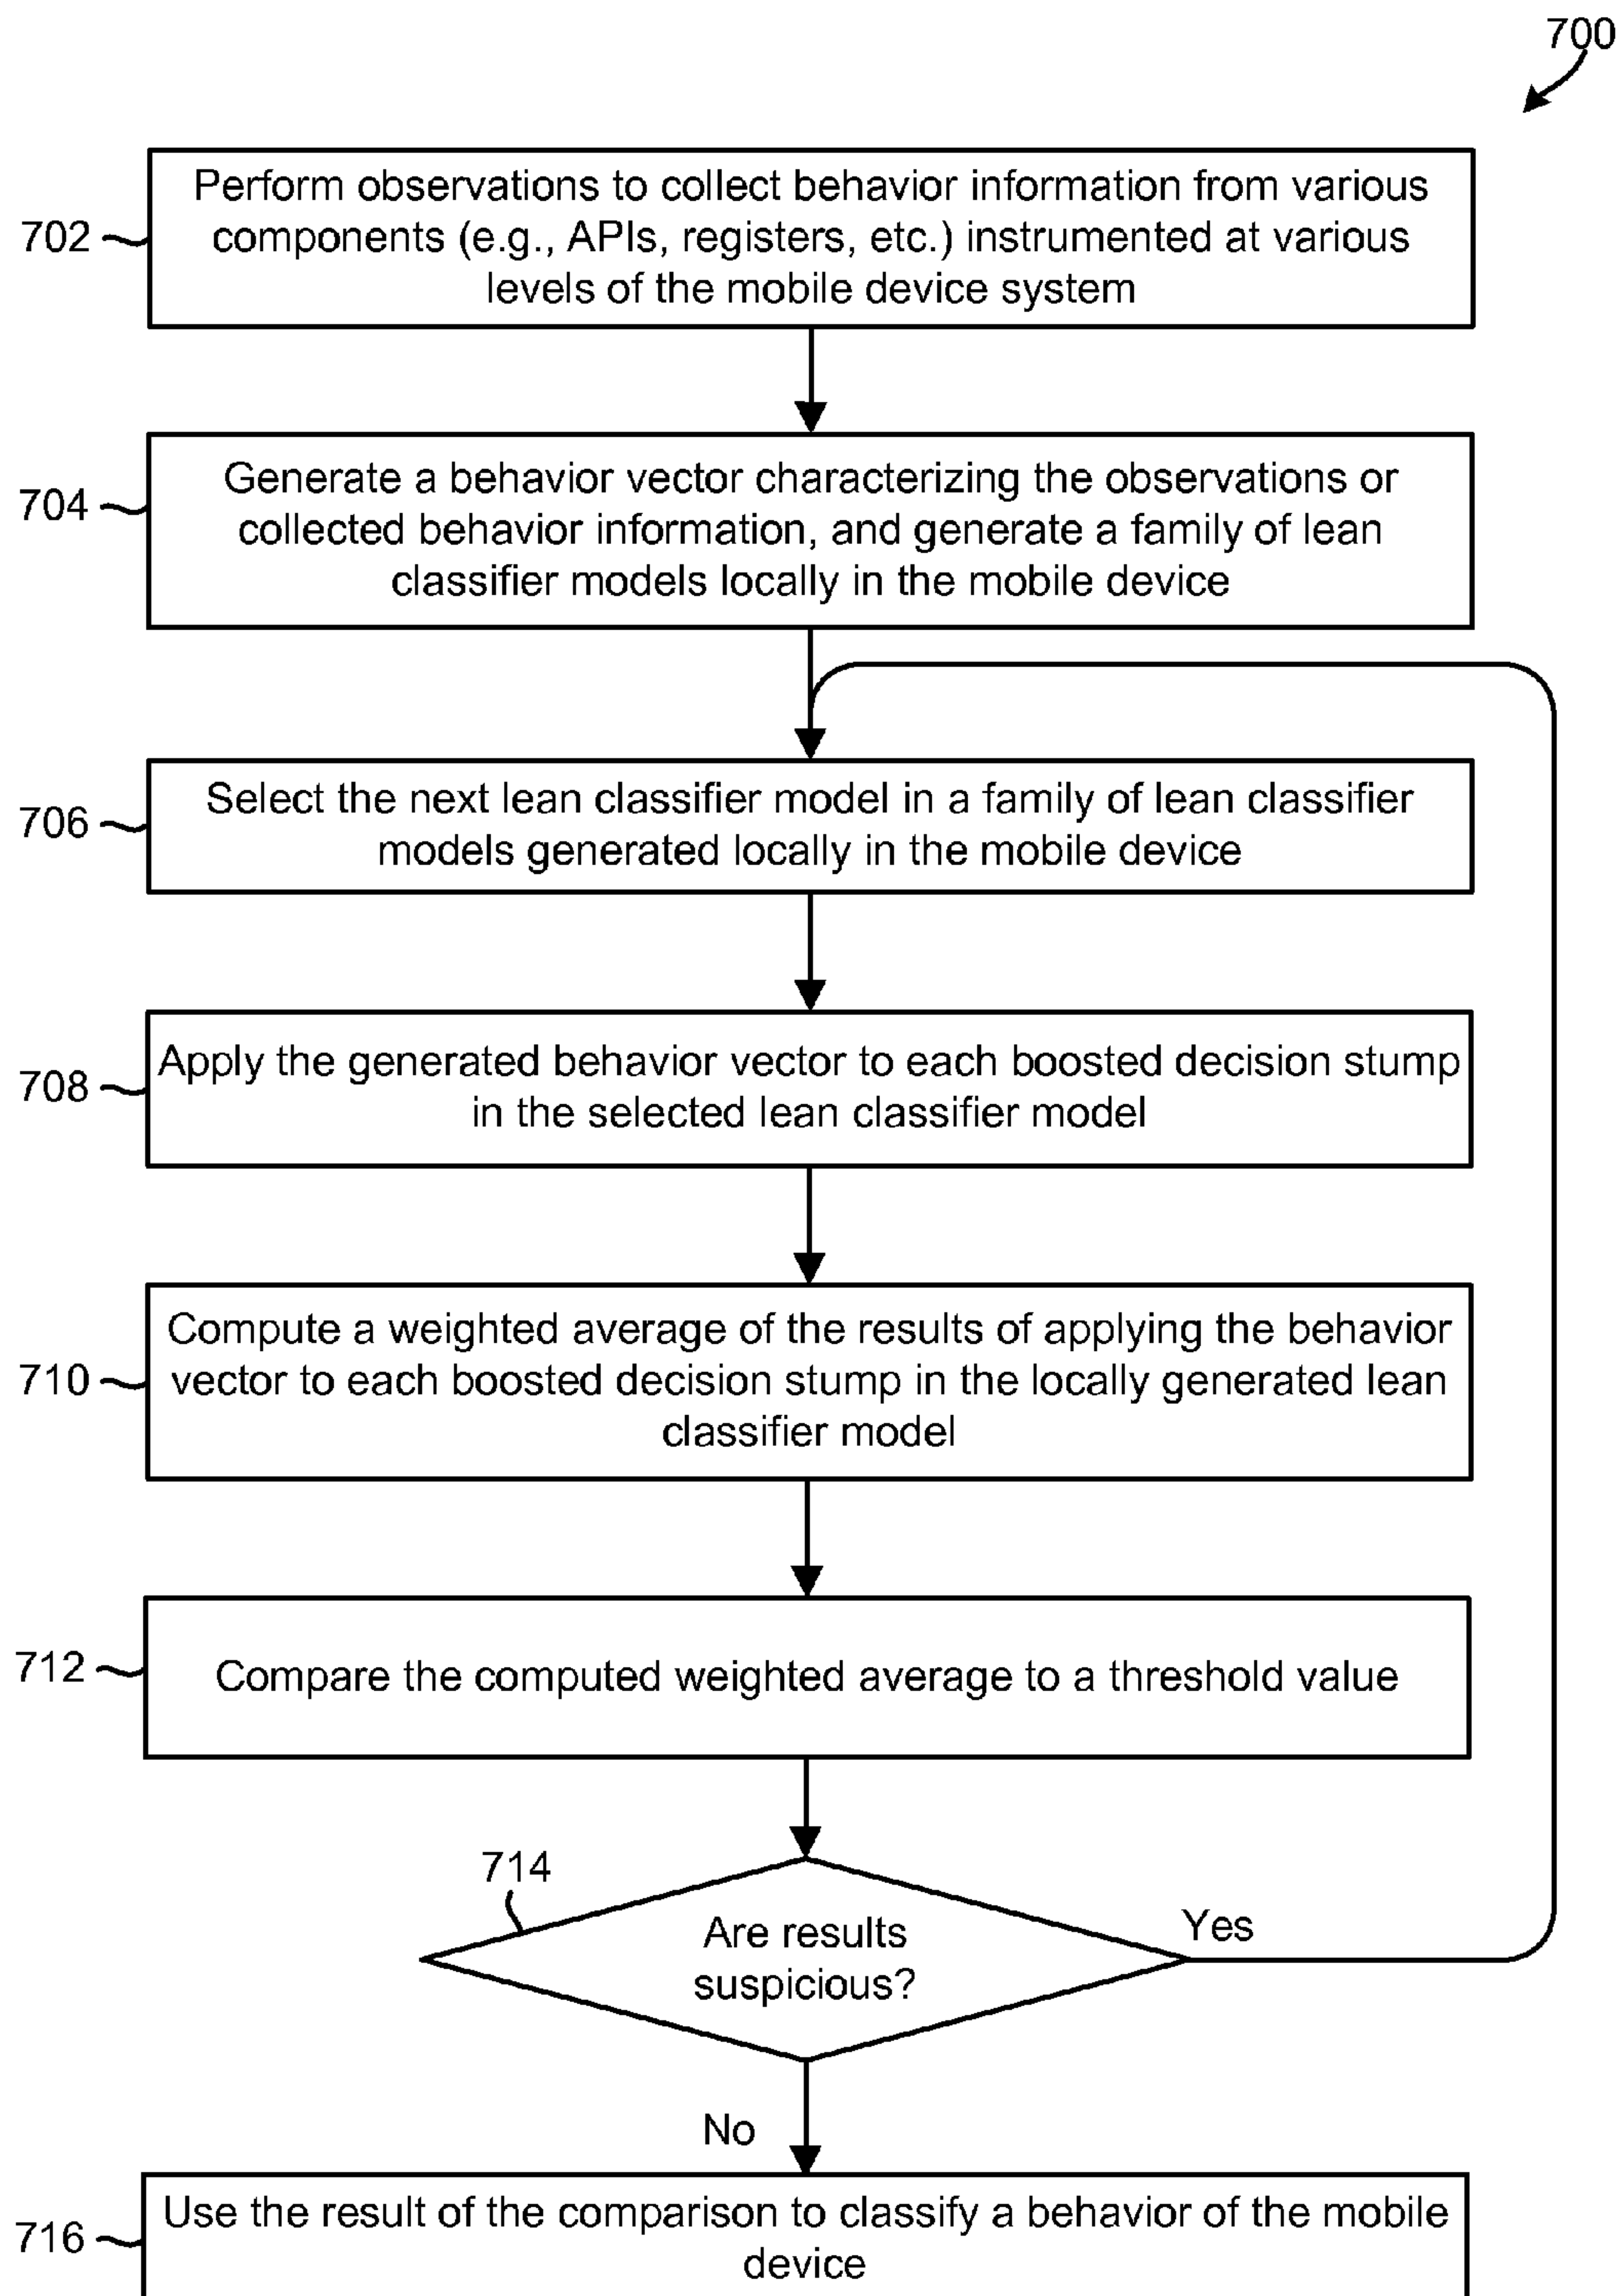 700
702
Perform observations to collect behavior information from various
components (e.g., APIs, registers, etc.) instrumented at various
levels of the mobile device system
704
Generate a behavior vector characterizing the observations or
collected behavior information, and generate a family of lean
classifier models locally in the mobile device
706
Select the next lean classifier model in a family of lean classifier
models generated locally in the mobile device
708
Apply the generated behavior vector to each boosted decision stump
in the selected lean classifier model
710
Compute a weighted average of the results of applying the behavior
vector to each boosted decision stump in the locally generated lean
classifier model
712
Compare the computed weighted average to a threshold value
714
Are results
suspicious?
Yes
No
716
Use the result of the comparison to classify a behavior of the mobile
device